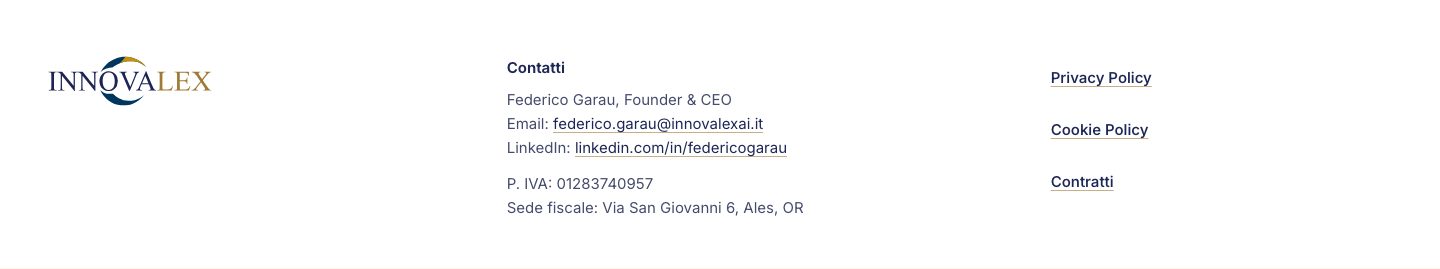 INNOVALEX
Contatti
Federico Garau, Founder & CEO
Email: federico.garau@innovalexai.it
LinkedIn: linkedin.com/in/federicogarau
P. IVA: 01283740957
Sede fiscale: Via San Giovanni 6, Ales, OR
Privacy Policy
Cookie Policy
Contratti